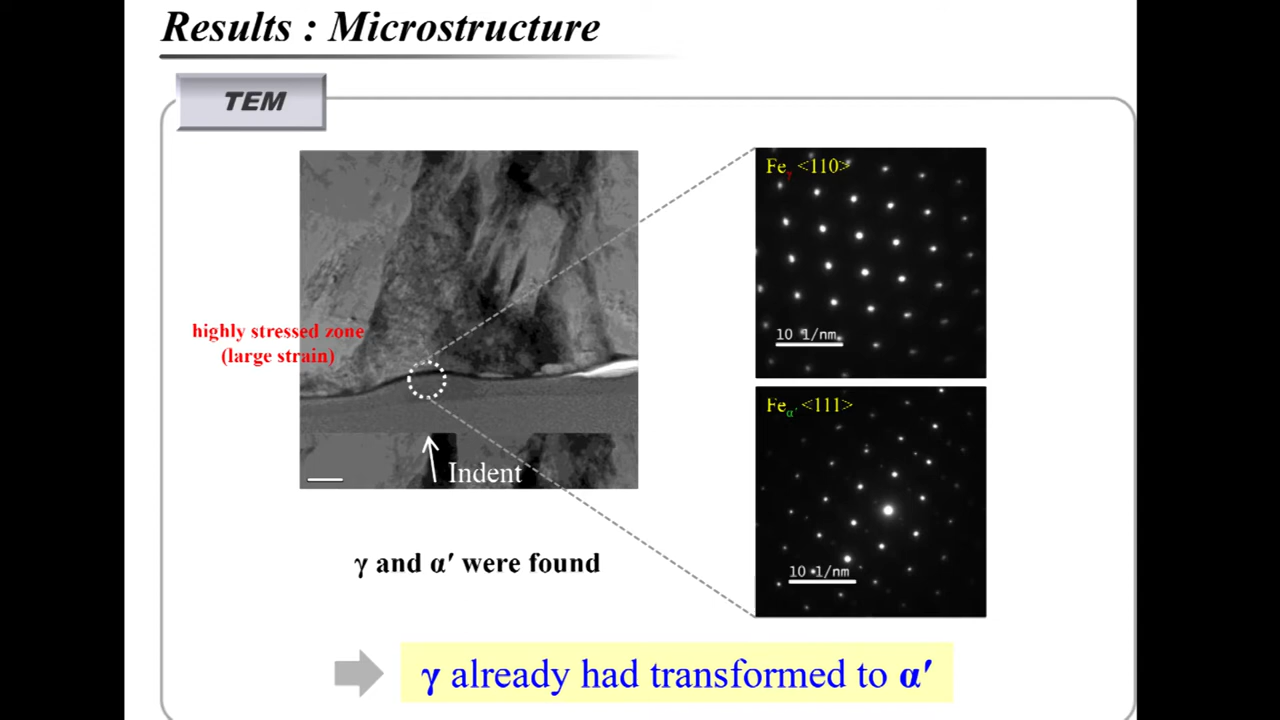 Results : Microstructure
TEM
highly stressed zone
(large strain)
Indent
Feγ <110>
10 1/nm
Feα′ <111>
10 1/nm
γ and α′ were found
γ already had transformed to α′